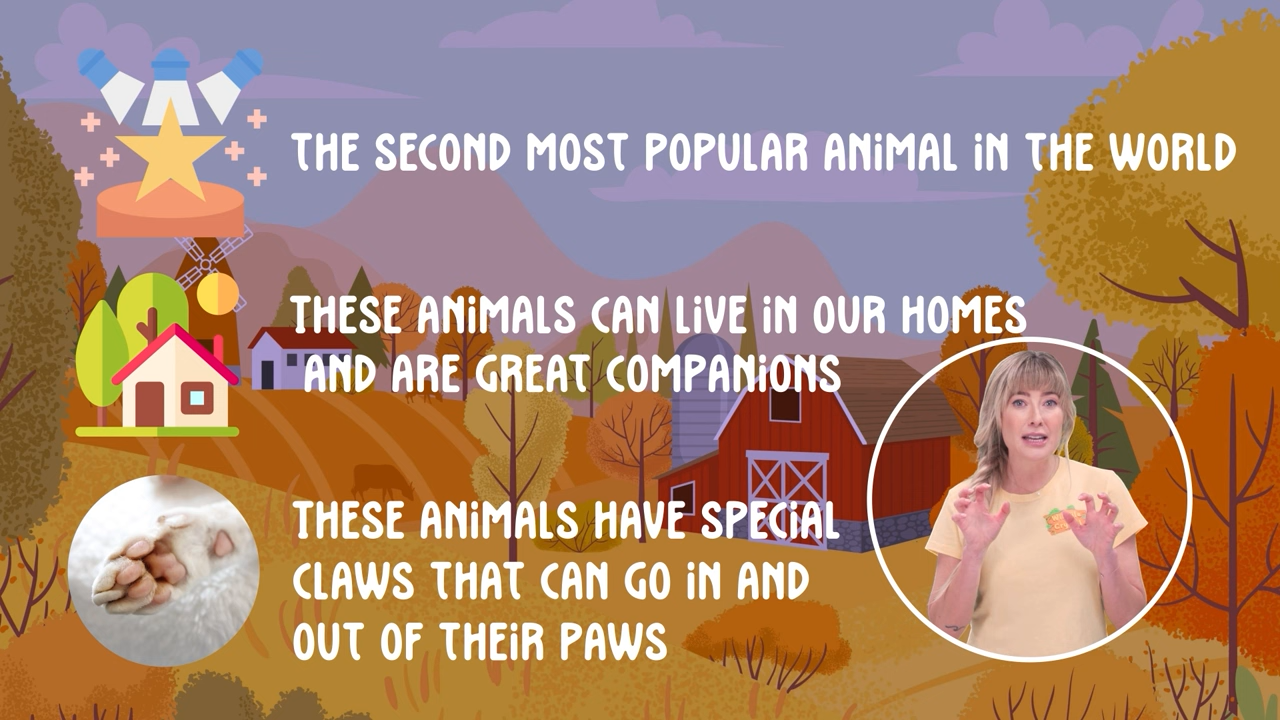 THE SECOND MOST POPULAR ANIMAL IN THE WORLD
THESE ANIMALS CAN LIVE IN OUR HOMES
AND ARE GREAT COMPANIONS
THESE ANIMALS HAVE SPECIAL
CLAWS THAT CAN GO IN AND
OUT OF THEIR PAWS